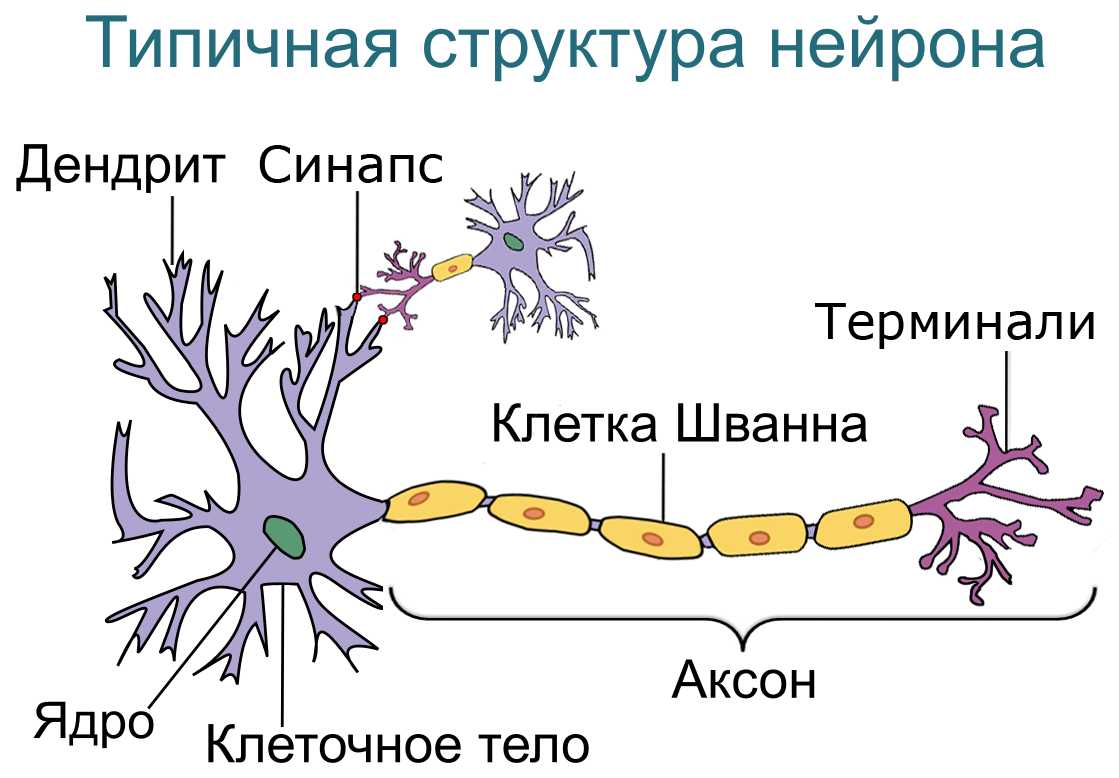 Типичная структура нейрона
Дендрит Синапс
Терминали
Клетка Шванна
Аксон
Ядро
Клеточное тело